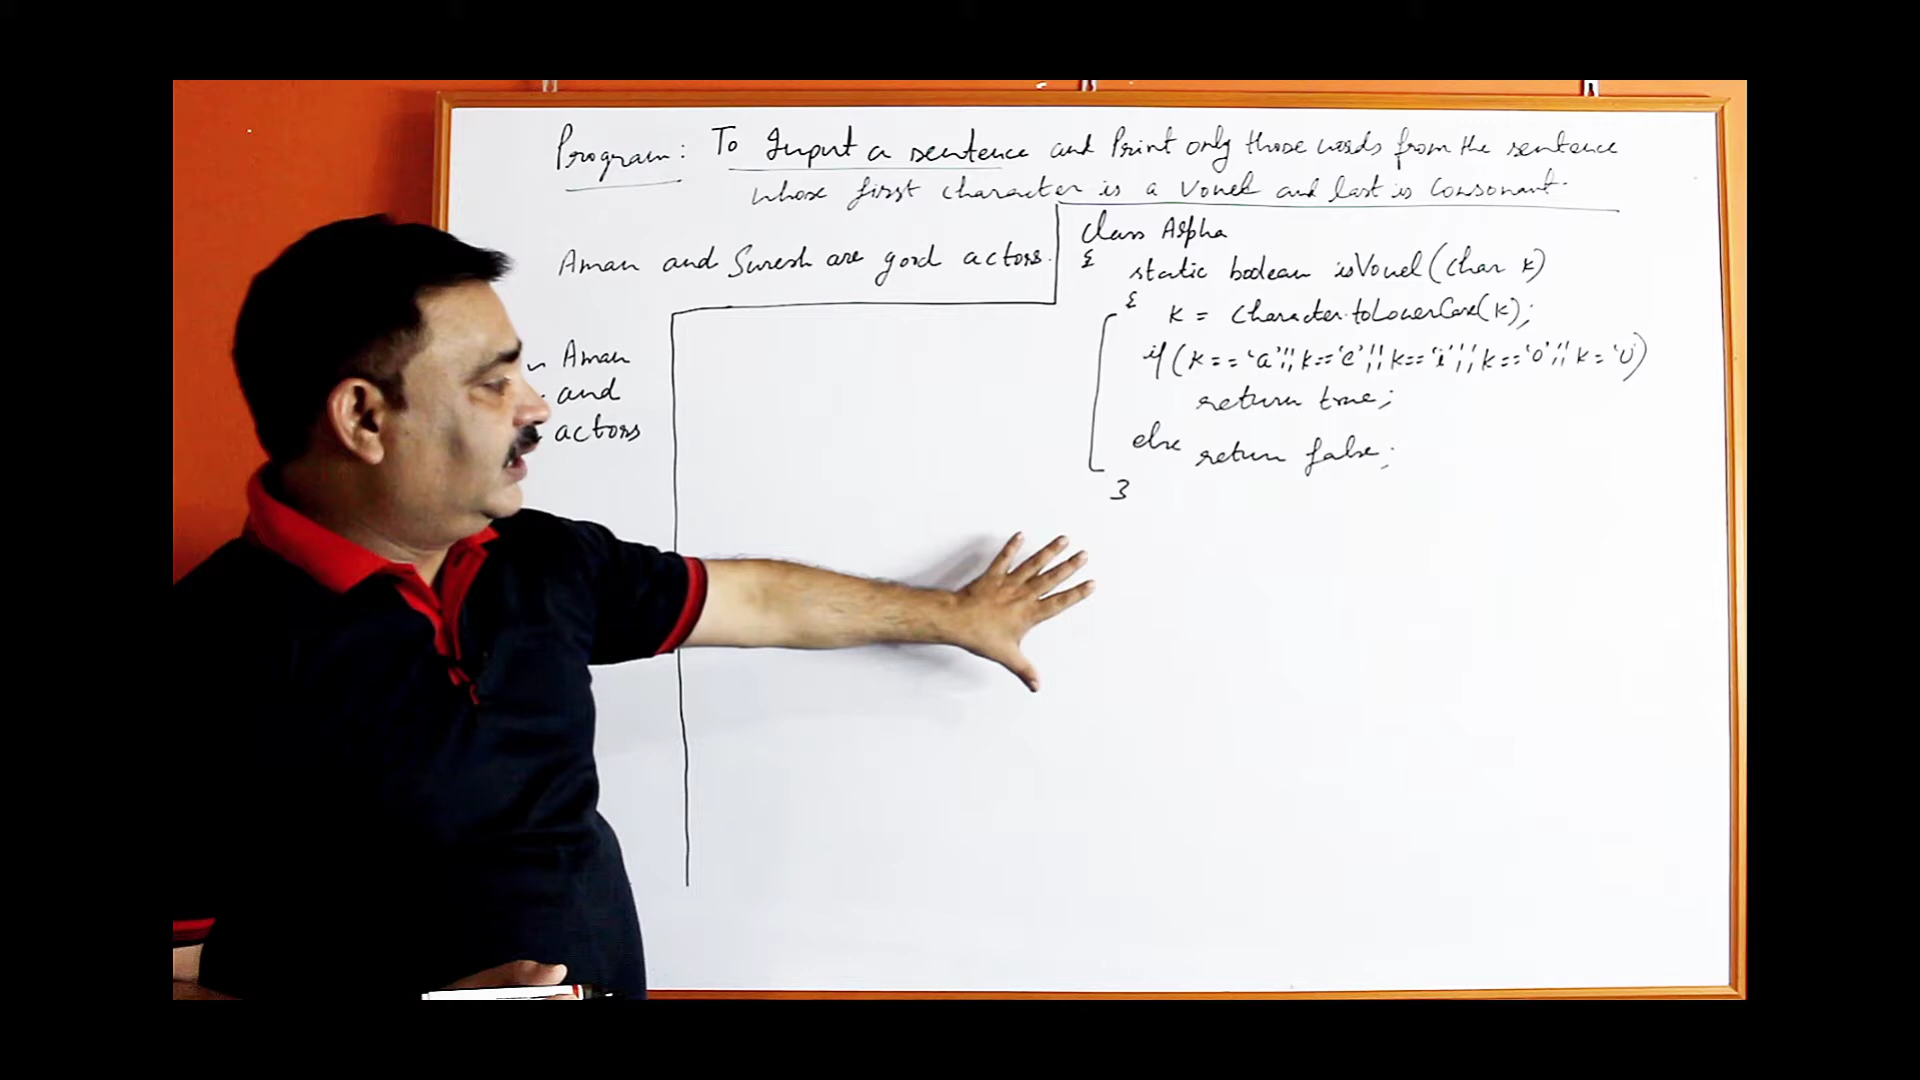 Program: To Input a sentence and Print only those words from the sentence
whose first character is a vowel and last is consonant.
Aman and Suresh are good actors.
Aman
and
actors
class Alpha
{
static boolean isVowel(char k)
{ k = Character.toLowerCase(k);
if(k=='a'||k=='e'||k=='i'||k=='o'||k='u')
return true;
else return false;
}